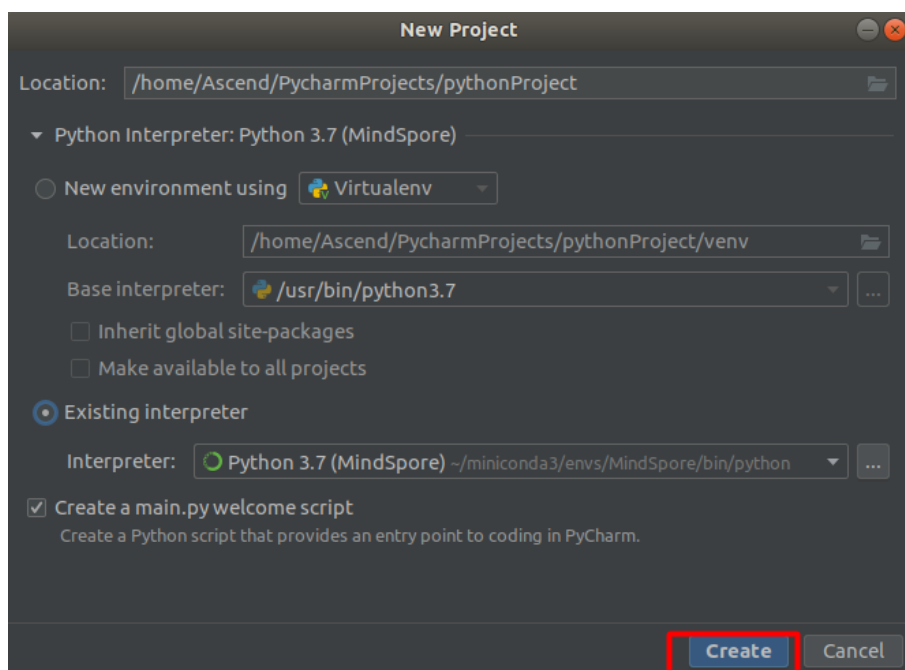 New Project
Location: /home/Ascend/PycharmProjects/pythonProject
Python Interpreter: Python 3.7 (MindSpore)
New environment using Virtualenv
Location: /home/Ascend/PycharmProjects/pythonProject/venv
Base interpreter: /usr/bin/python3.7 ...
Inherit global site-packages
Make available to all projects
Existing interpreter
Interpreter: Python 3.7 (MindSpore) ~/miniconda3/envs/MindSpore/bin/python ...
Create a main.py welcome script
Create a Python script that provides an entry point to coding in PyCharm.
Create Cancel